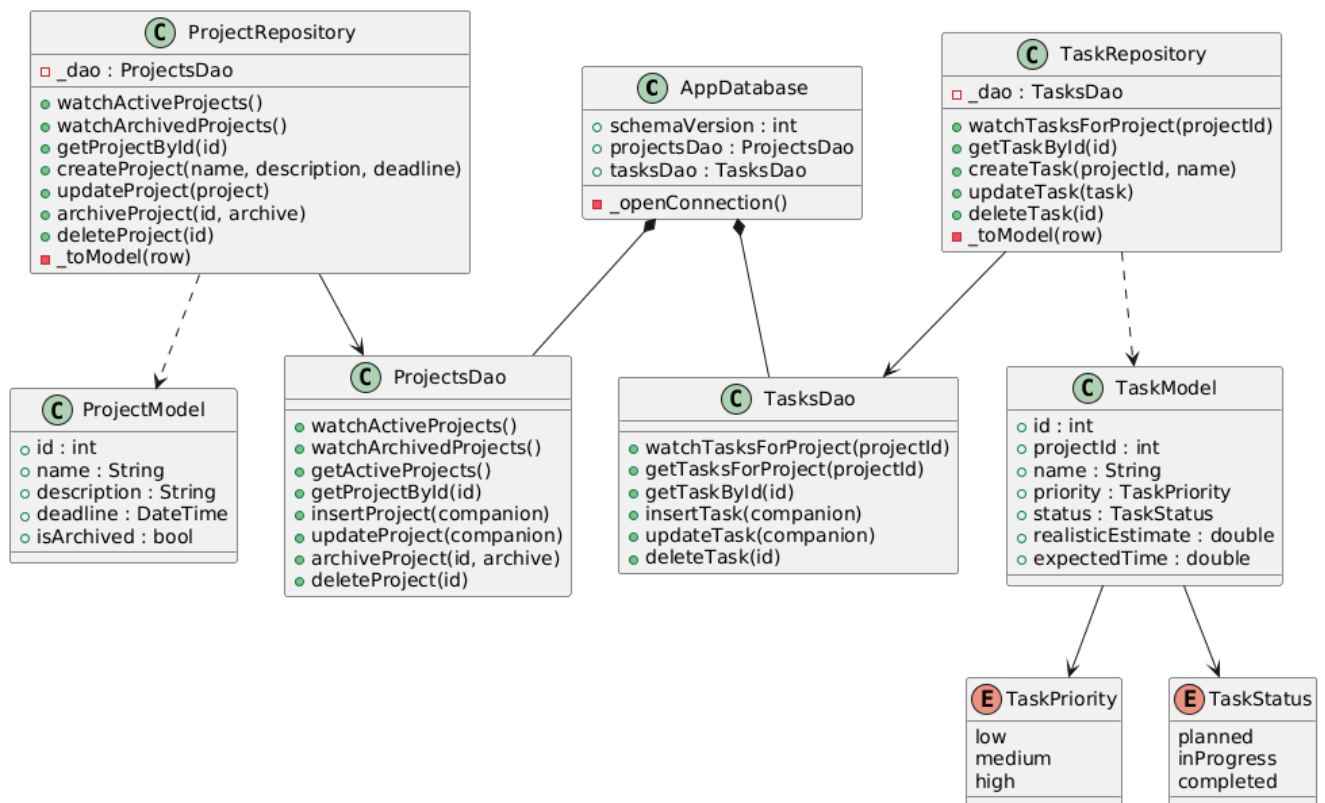 C ProjectRepository
_dao : ProjectsDao
watchActiveProjects()
watchArchivedProjects()
getProjectById(id)
createProject(name, description, deadline)
updateProject(project)
archiveProject(id, archive)
deleteProject(id)
_toModel(row)
C AppDatabase
schemaVersion : int
projectsDao : ProjectsDao
tasksDao : TasksDao
_openConnection()
C TaskRepository
_dao : TasksDao
watchTasksForProject(projectId)
getTaskById(id)
createTask(projectId, name)
updateTask(task)
deleteTask(id)
_toModel(row)
C ProjectModel
id : int
name : String
description : String
deadline : DateTime
isArchived : bool
C ProjectsDao
watchActiveProjects()
watchArchivedProjects()
getActiveProjects()
getProjectById(id)
insertProject(companion)
updateProject(companion)
archiveProject(id, archive)
deleteProject(id)
C TasksDao
watchTasksForProject(projectId)
getTasksForProject(projectId)
getTaskById(id)
insertTask(companion)
updateTask(companion)
deleteTask(id)
C TaskModel
id : int
projectId : int
name : String
priority : TaskPriority
status : TaskStatus
realisticEstimate : double
expectedTime : double
E TaskPriority
low
medium
high
E TaskStatus
planned
inProgress
completed